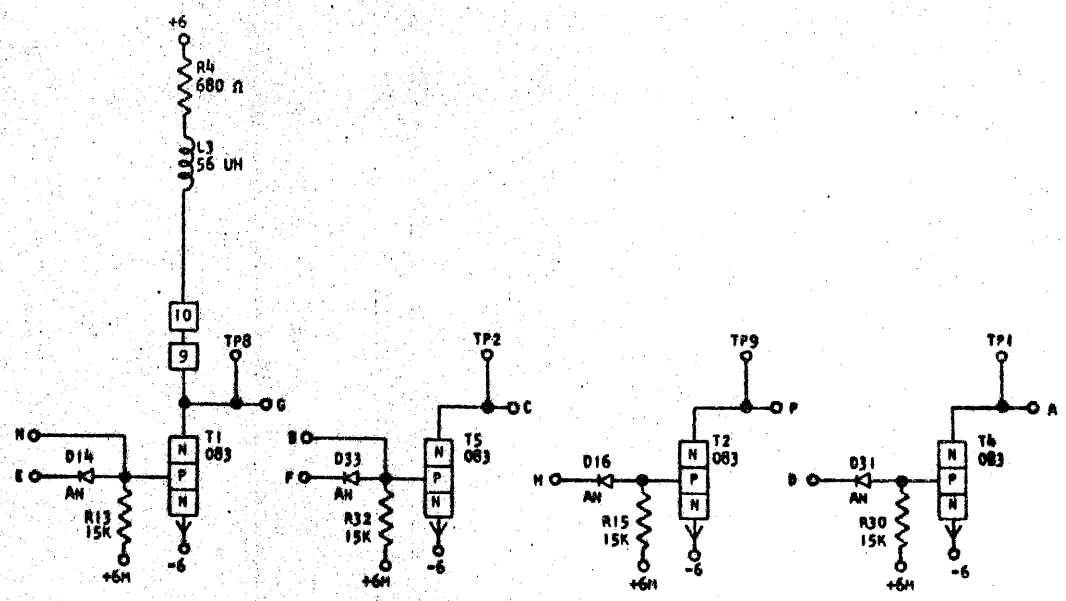 +6
R4
680 Ω
L3
56 UH
10
9
TP8
G
N
T1
083
D14
N
P
N
E
AN
R13
15K
+6M
-6
TP2
C
T5
083
B
D33
N
P
N
F
AN
R32
15K
+6M
-6
TP9
P
T2
083
D16
N
P
N
H
AN
R15
15K
+6M
-6
TP1
A
T4
083
D31
N
P
N
D
AN
R30
15K
+6M
-6